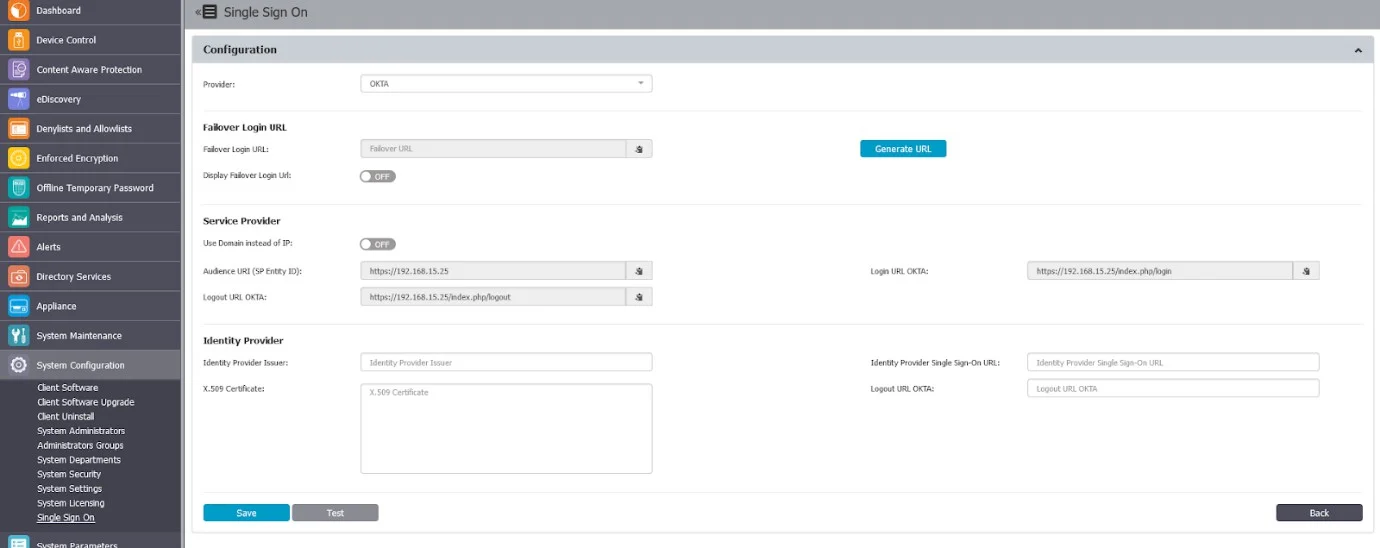 Dashboard
Device Control
Content Aware Protection
eDiscovery
Denylists and Allowlists
Enforced Encryption
Offline Temporary Password
Reports and Analysis
Alerts
Directory Services
Appliance
System Maintenance
System Configuration
Client Software
Client Software Upgrade
Client Uninstall
System Administrators
Administrators Groups
System Departments
System Security
System Settings
System Licensing
Single Sign On
System Parameters
Single Sign On
Configuration
Provider: OKTA
Failover Login URL
Failover Login URL: Failover URL Generate URL
Display Failover Login Url: OFF
Service Provider
Use Domain instead of IP: OFF
Audience URI (SP Entity ID): https://192.168.15.25 Login URL OKTA: https://192.168.15.25/index.php/login
Logout URL OKTA: https://192.168.15.25/index.php/logout
Identity Provider
Identity Provider Issuer: Identity Provider Issuer Identity Provider Single Sign-On URL: Identity Provider Single Sign-On URL
X.509 Certificate: X.509 Certificate Logout URL OKTA: Logout URL OKTA
Save Test Back